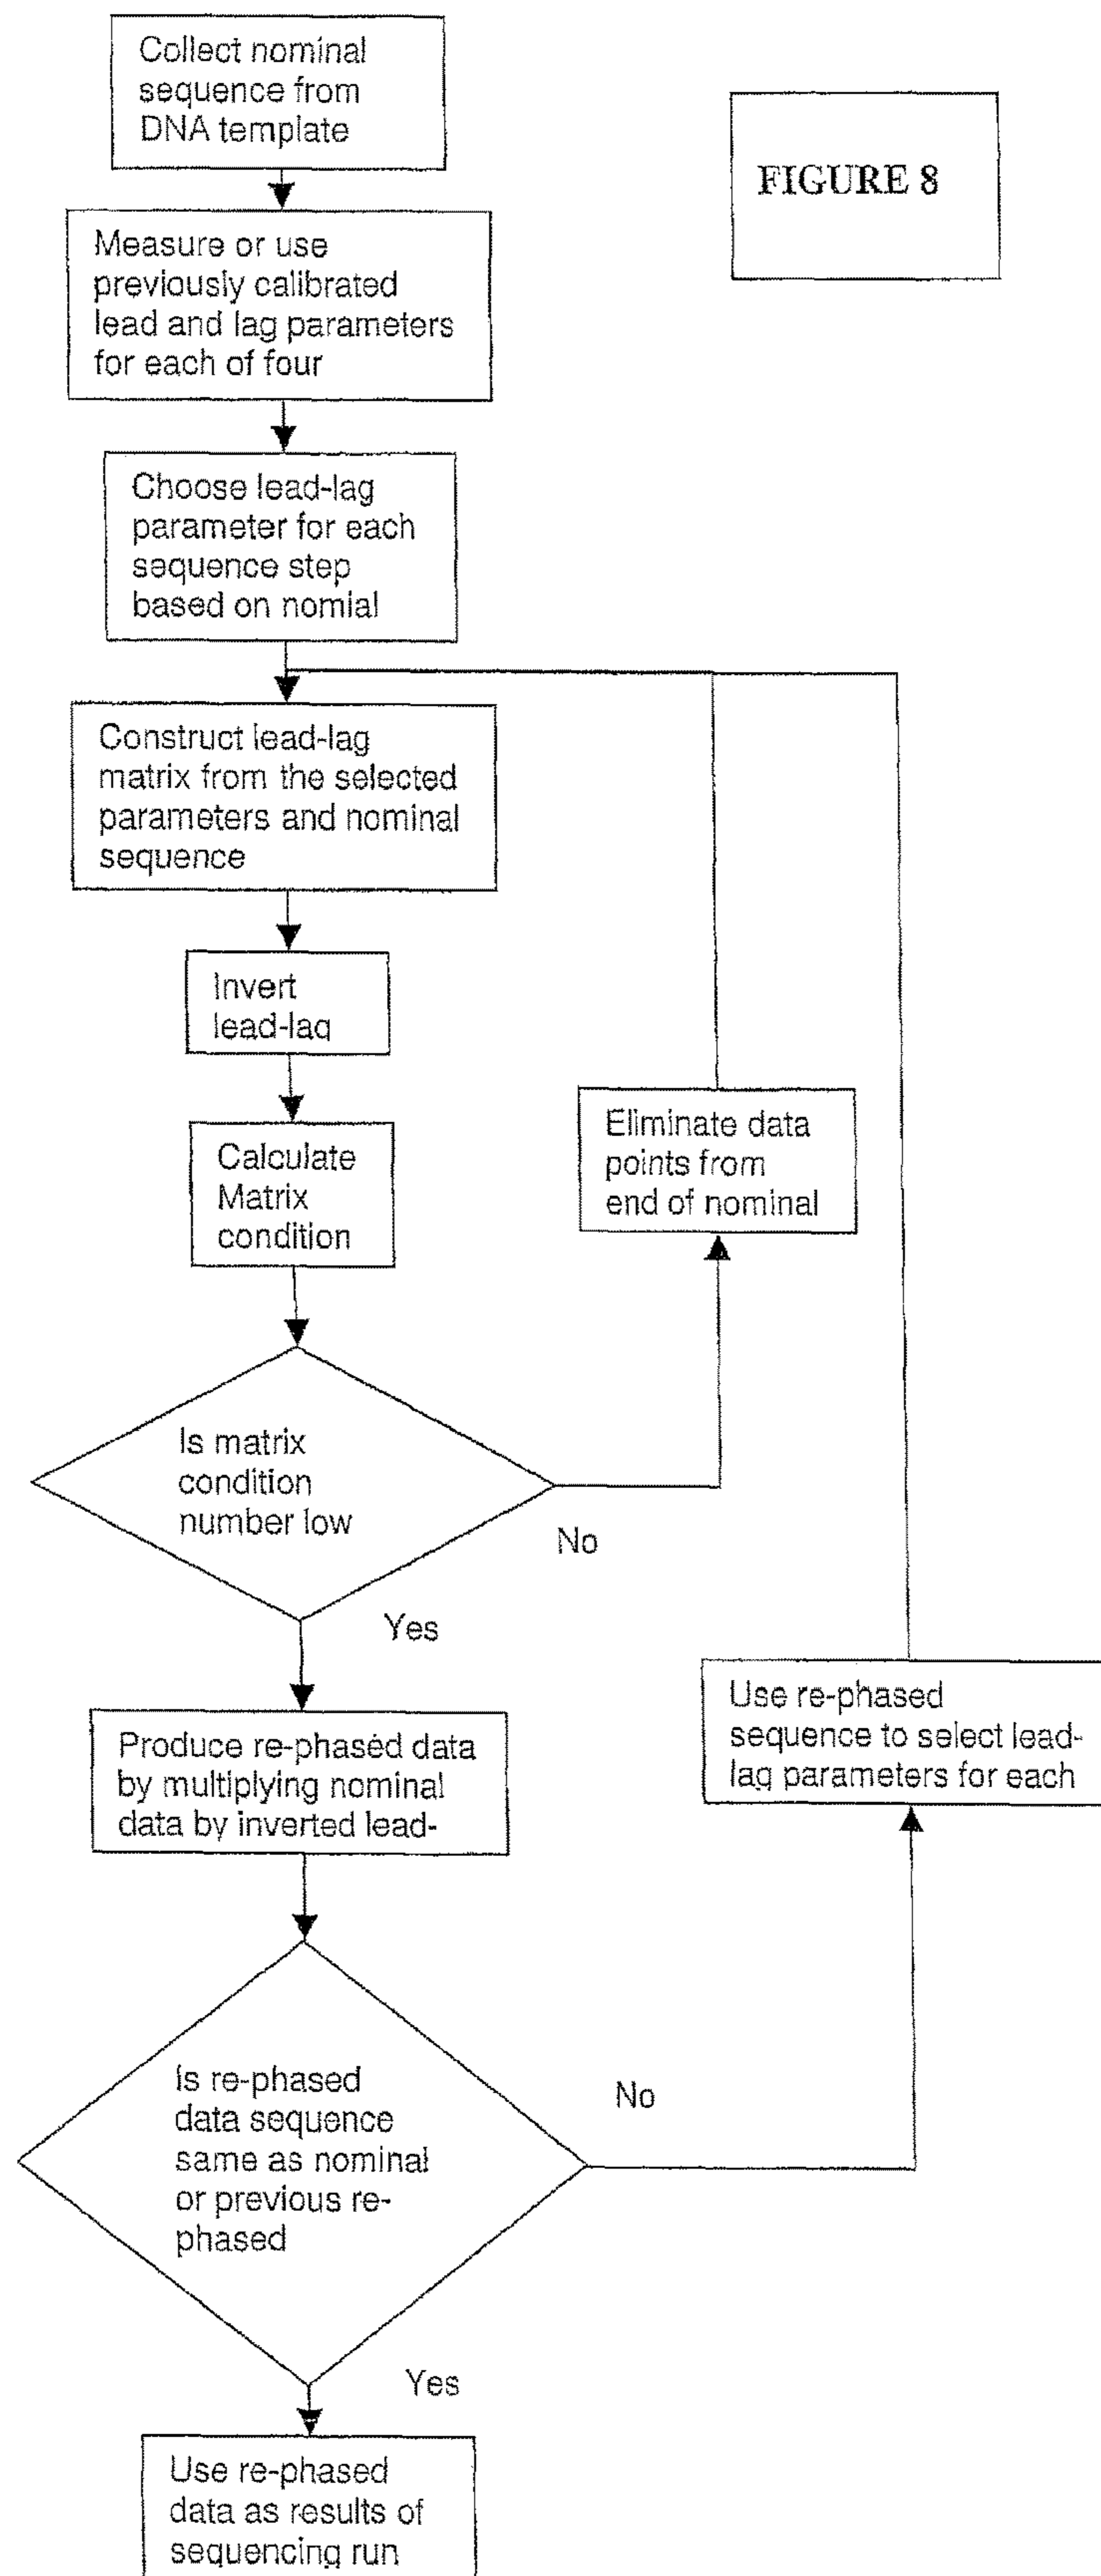 Collect nominal
sequence from
DNA template
FIGURE 8
Measure or use
previously calibrated
lead and lag parameters
for each of four
Choose lead-lag
parameter for each
sequence step
based on nomial
Construct lead-lag
matrix from the selected
parameters and nominal
sequence
Invert
lead-lag
Calculate
Matrix
condition
Eliminate data
points from
end of nominal
Is matrix
condition
number low
No
Yes
Use re-phased
sequence to select lead-
lag parameters for each
Produce re-phased data
by multiplying nominal
data by inverted lead-
Is re-phased
data sequence
same as nominal
or previous re-
phased
No
Yes
Use re-phased
data as results of
sequencing run